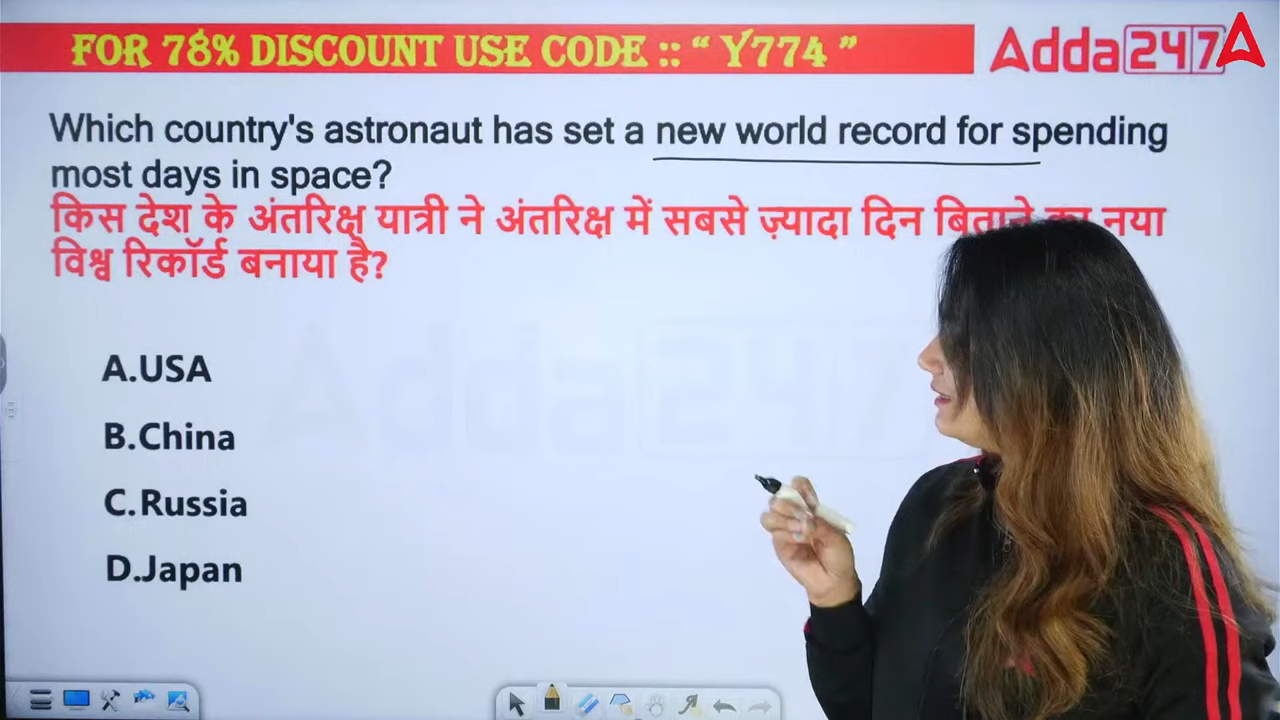 FOR 78% DISCOUNT USE CODE :: “ Y774 ”
Adda247
Which country's astronaut has set a new world record for spending
most days in space?
किस देश के अंतरिक्ष यात्री ने अंतरिक्ष में सबसे ज़्यादा दिन बिताने का नया
विश्व रिकॉर्ड बनाया है?
A.USA
B.China
C.Russia
D.Japan
Adda247